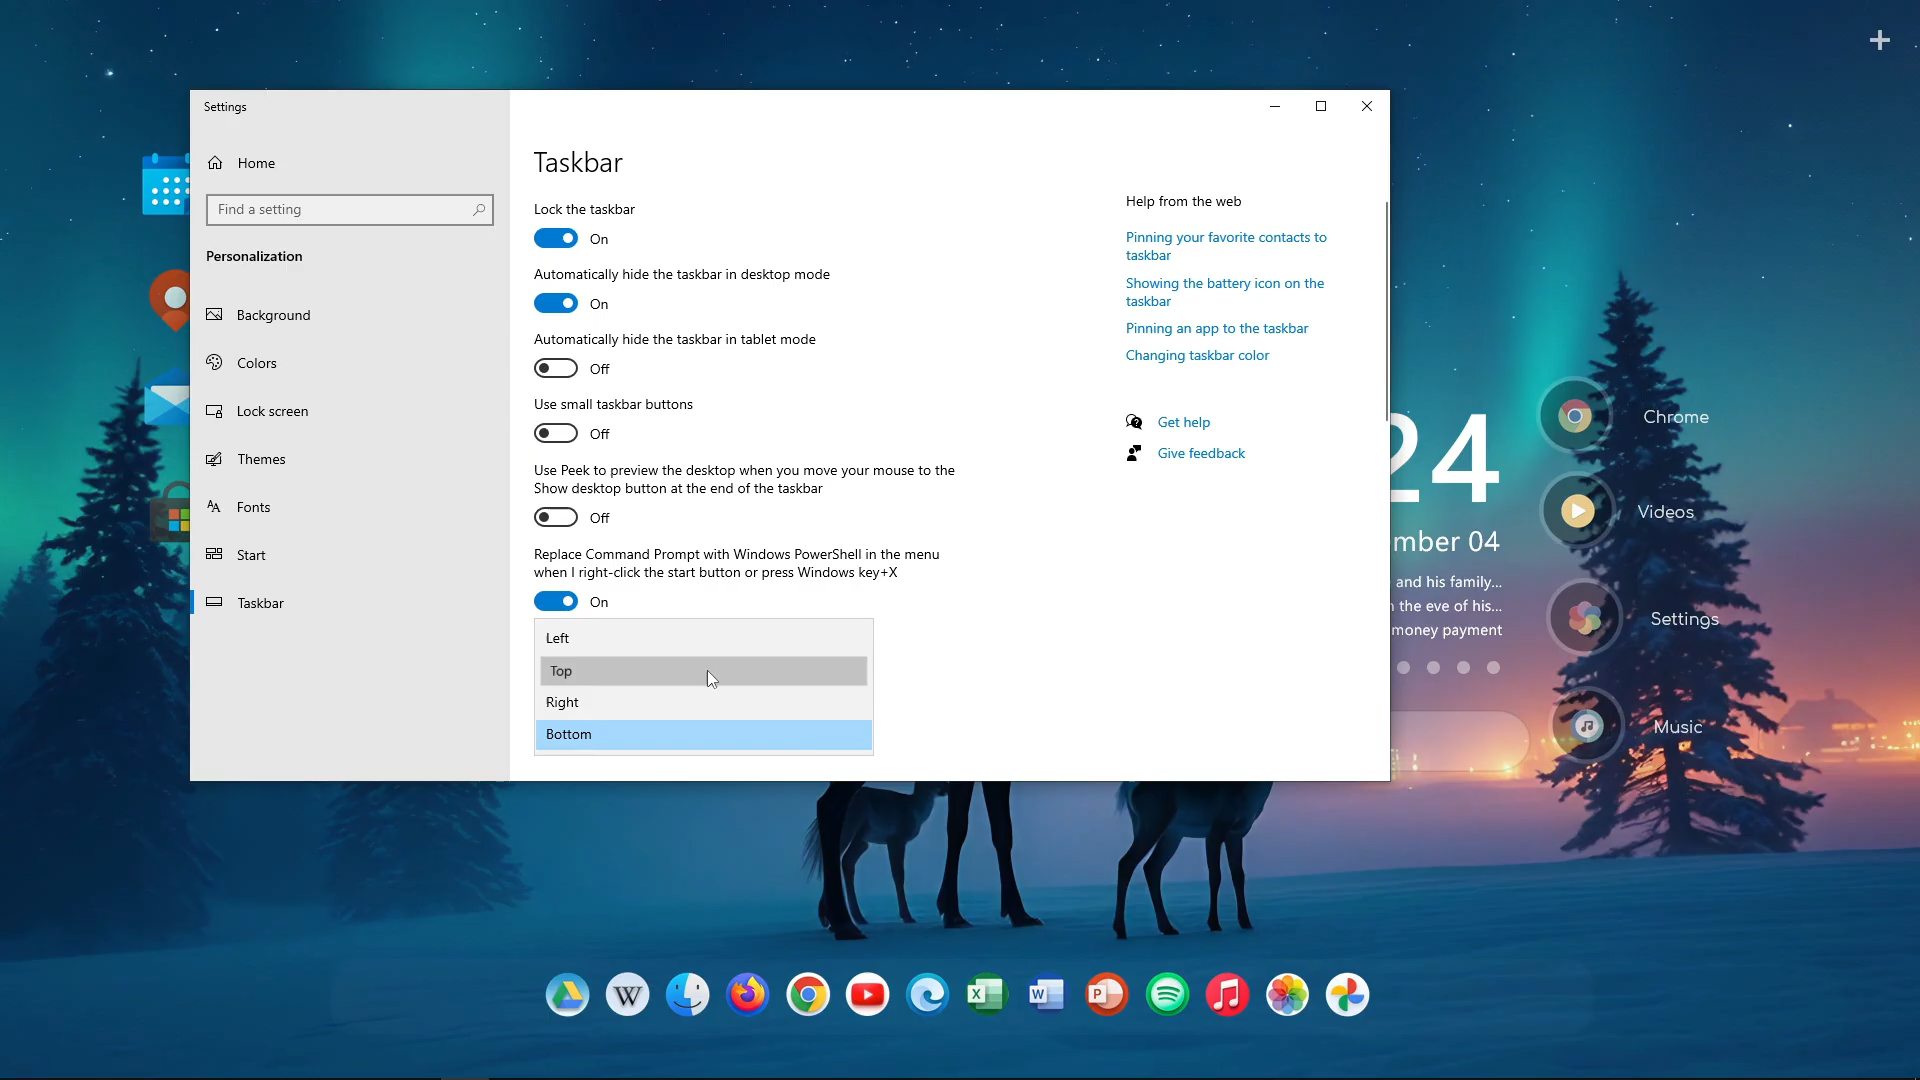 Settings
Home
Find a setting
Personalization
Background
Colors
Lock screen
Themes
Fonts
Start
Taskbar
Taskbar
Lock the taskbar
On
Automatically hide the taskbar in desktop mode
On
Automatically hide the taskbar in tablet mode
Off
Use small taskbar buttons
Off
Use Peek to preview the desktop when you move your mouse to the
Show desktop button at the end of the taskbar
Off
Replace Command Prompt with Windows PowerShell in the menu
when I right-click the start button or press Windows key+X
On
Left
Top
Right
Bottom
Help from the web
Pinning your favorite contacts to
taskbar
Showing the battery icon on the
taskbar
Pinning an app to the taskbar
Changing taskbar color
Get help
Give feedback
24
mber 04
and his family...
the eve of his...
money payment
Chrome
Videos
Settings
Music
W
X
W
P